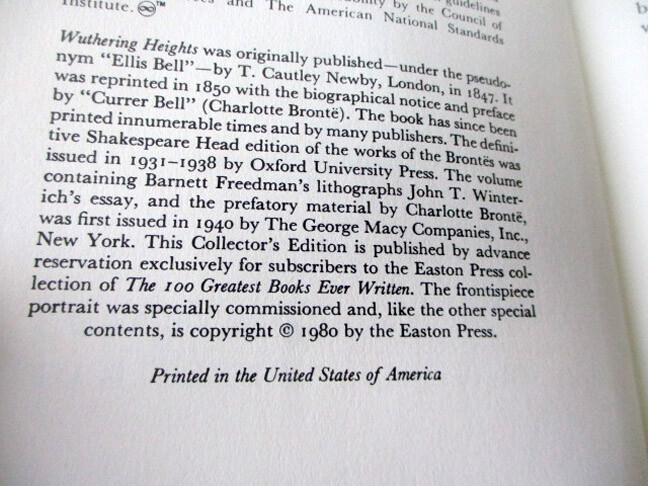 guidelines
by the Council of
and The American National Standards
Institute. ♾™
Wuthering Heights was originally published—under the pseudo-
nym “Ellis Bell”—by T. Cautley Newby, London, in 1847. It
was reprinted in 1850 with the biographical notice and preface
by “Currer Bell” (Charlotte Brontë). The book has since been
printed innumerable times and by many publishers. The defini-
tive Shakespeare Head edition of the works of the Brontës was
issued in 1931–1938 by Oxford University Press. The volume
containing Barnett Freedman’s lithographs John T. Winter-
ich’s essay, and the prefatory material by Charlotte Brontë,
was first issued in 1940 by The George Macy Companies, Inc.,
New York. This Collector’s Edition is published by advance
reservation exclusively for subscribers to the Easton Press col-
lection of The 100 Greatest Books Ever Written. The frontispiece
portrait was specially commissioned and, like the other special
contents, is copyright © 1980 by the Easton Press.
Printed in the United States of America